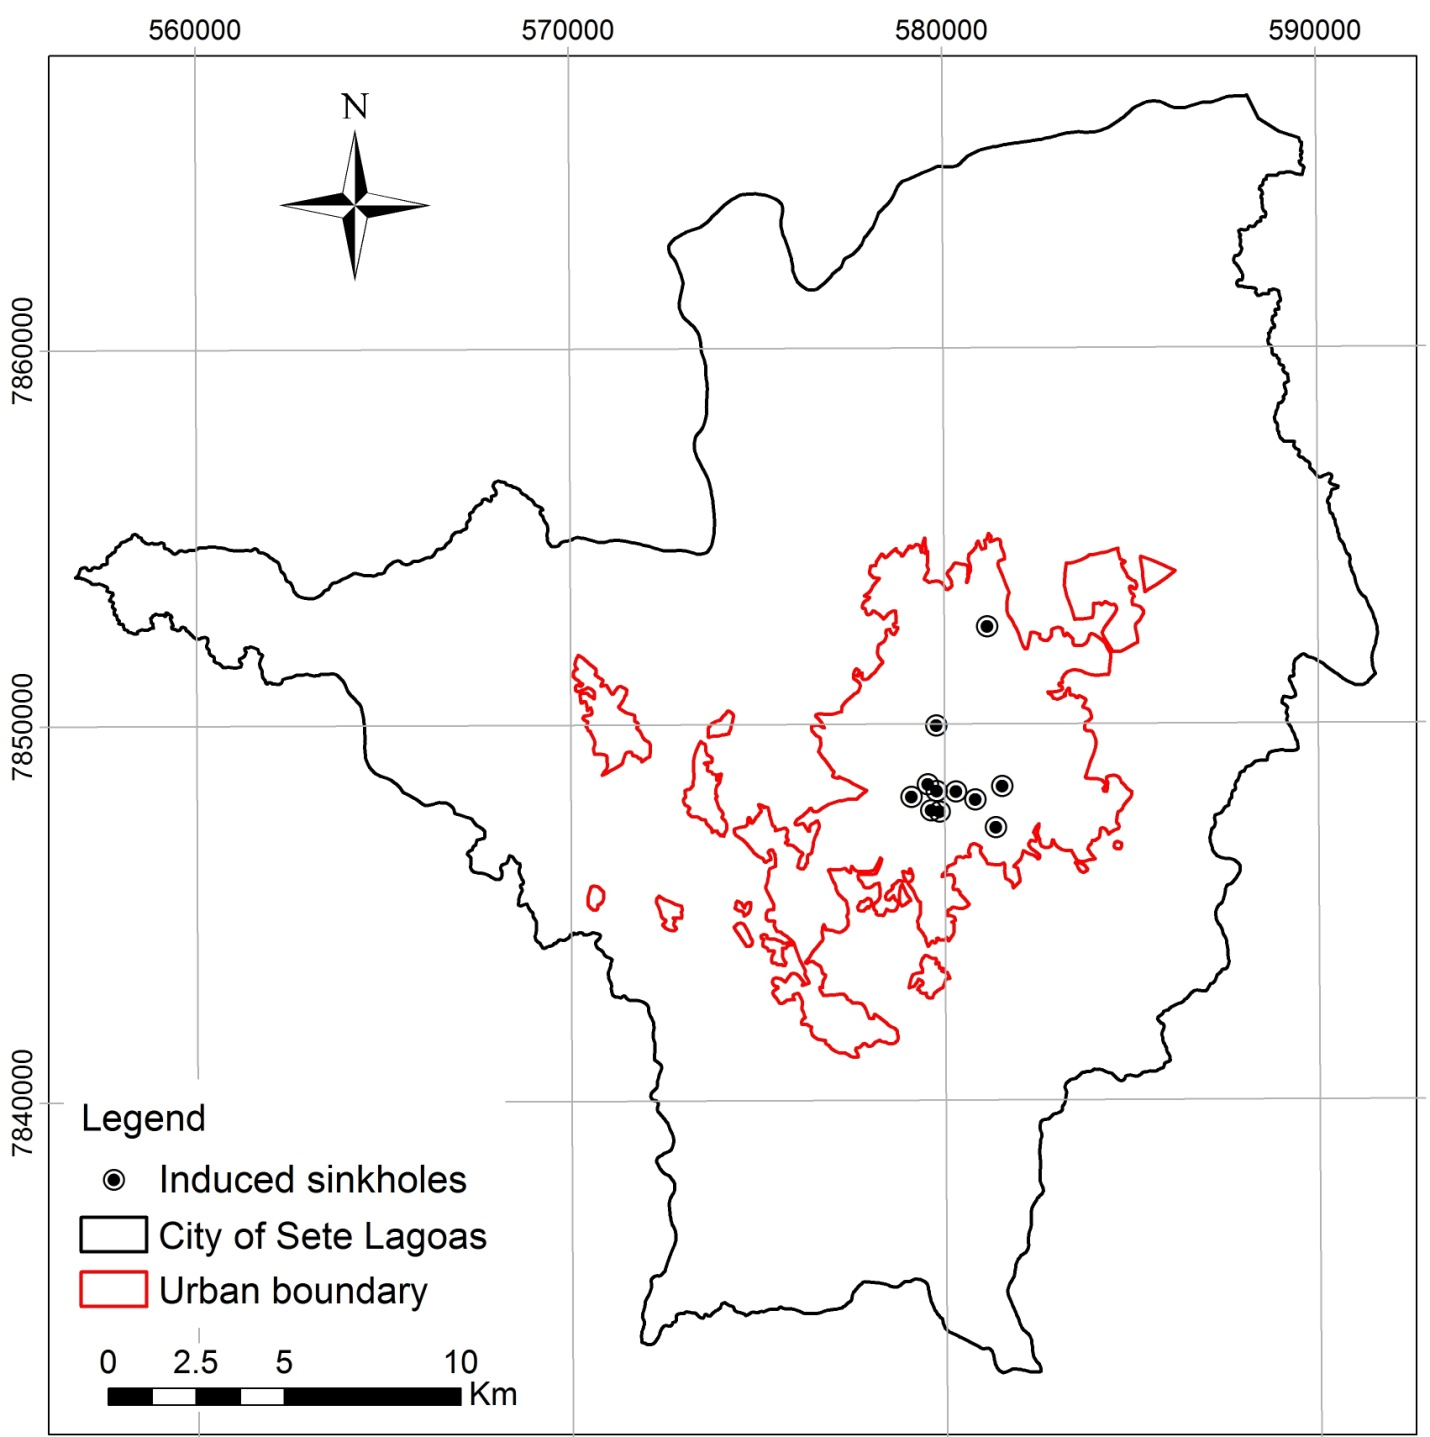 560000 570000 580000 590000
N
7860000
7850000
7840000
Legend
Induced sinkholes
City of Sete Lagoas
Urban boundary
0 2.5 5 10
Km